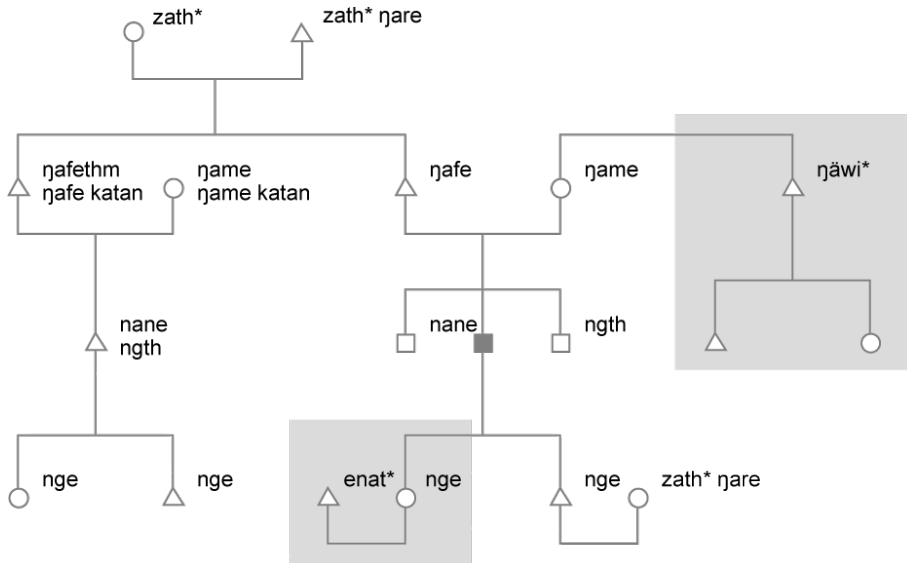 zath*
zath* ŋare
ŋafethm
ŋafe katan
ŋame
ŋame katan
ŋafe
ŋame
ŋäwi*
nane
ngth
nane
ngth
nge
nge
enat*
nge
nge
zath* ŋare